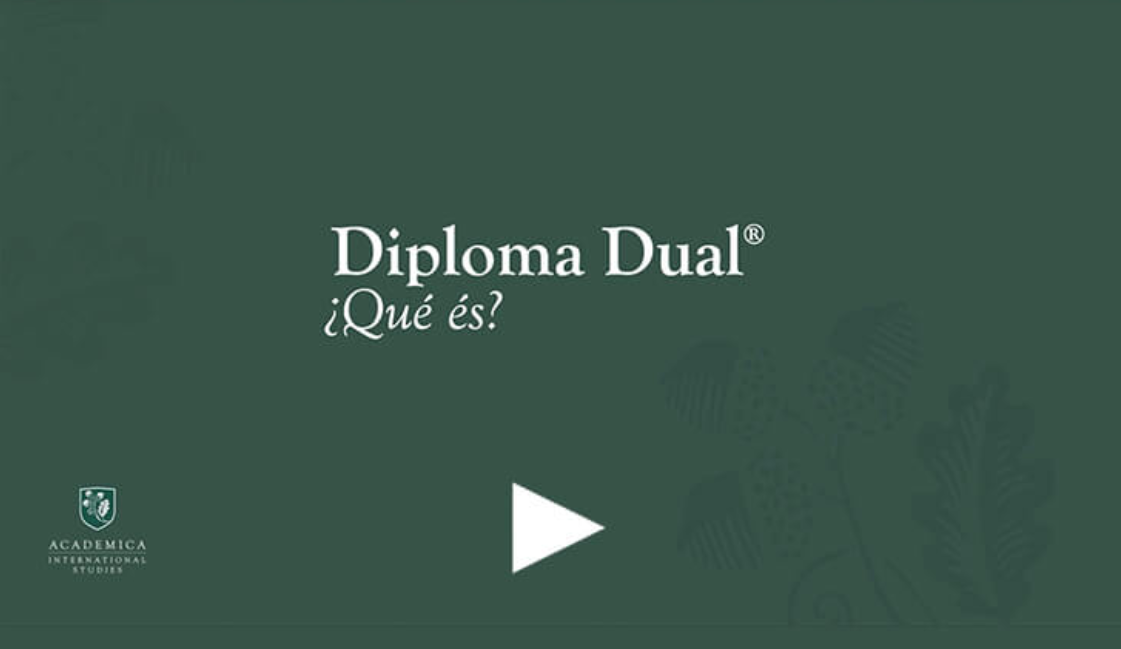 Diploma Dual®
¿Qué és?
ACADEMICA
INTERNATIONAL
STUDIES